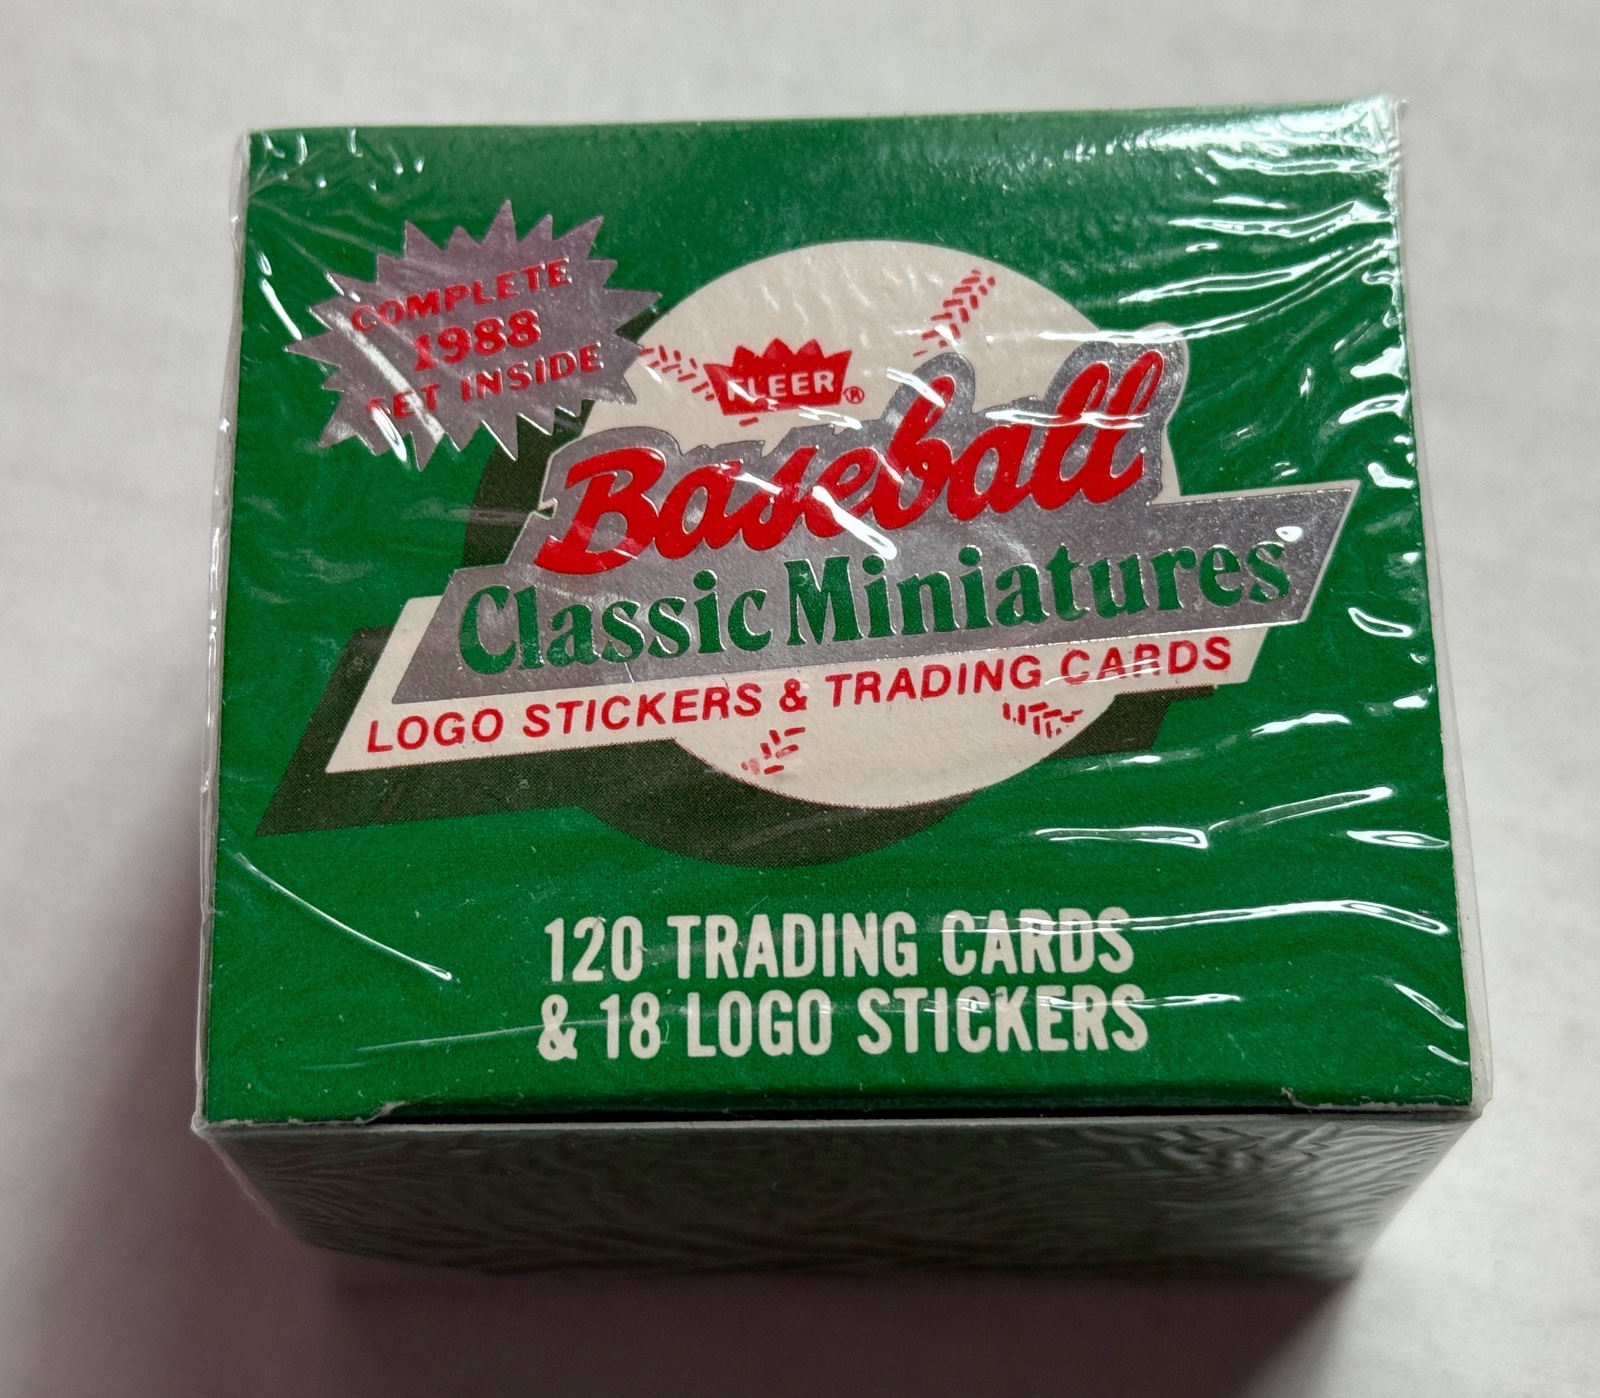 COMPLETE
1988
SET INSIDE
FLEER®
Baseball
Classic Miniatures
LOGO STICKERS & TRADING CARDS
120 TRADING CARDS
& 18 LOGO STICKERS